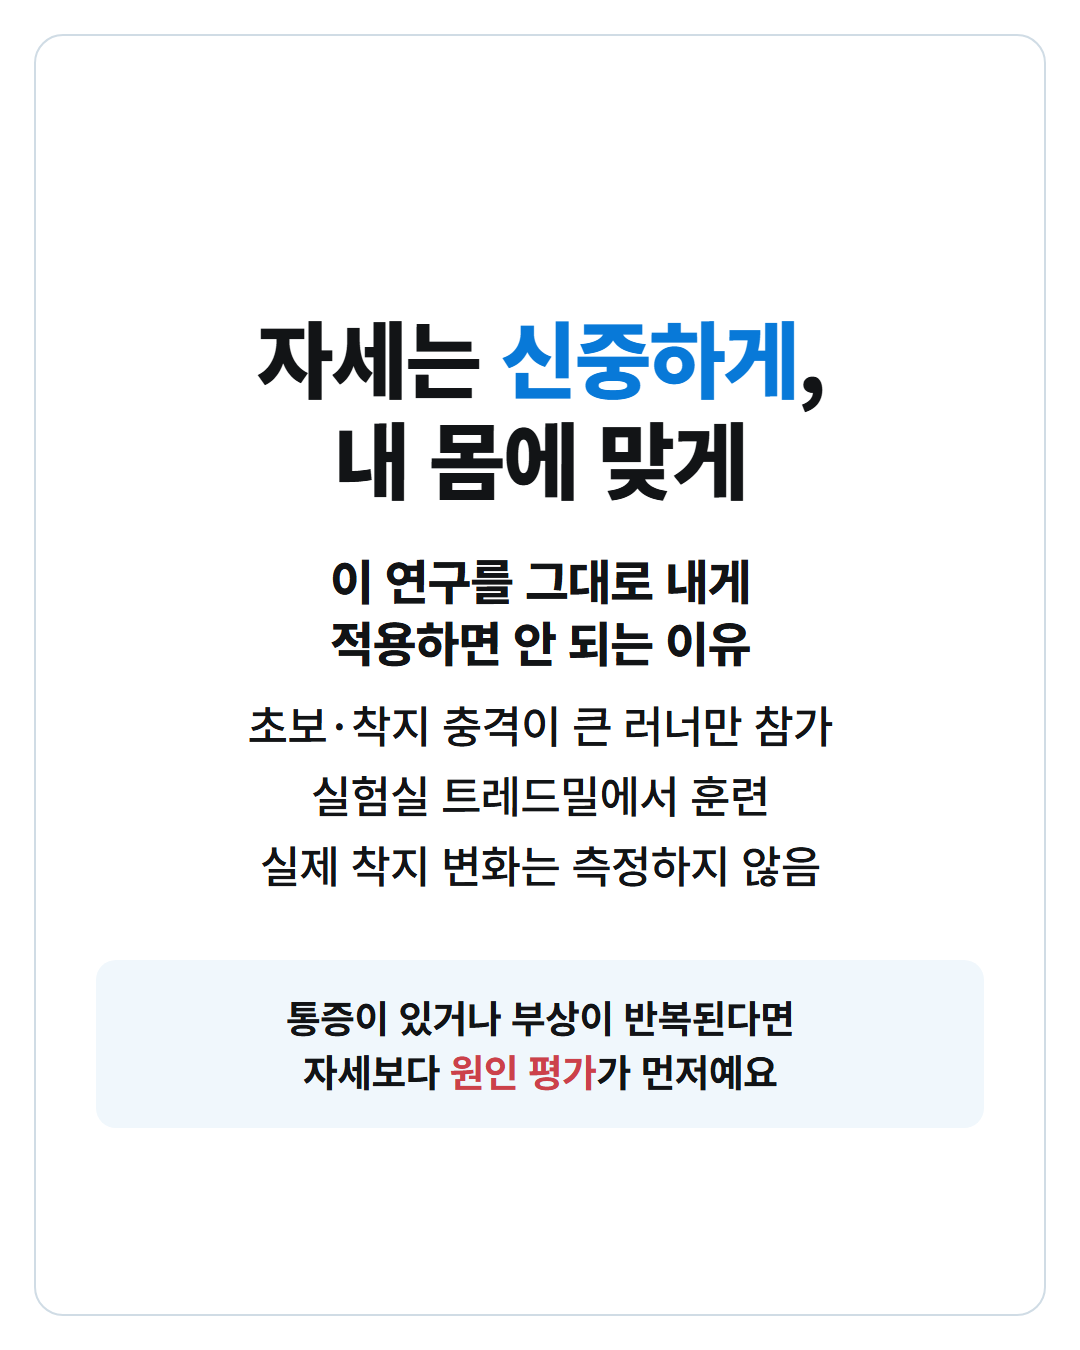 자세는 신중하게,
내 몸에 맞게
이 연구를 그대로 내게
적용하면 안 되는 이유
초보·착지 충격이 큰 러너만 참가
실험실 트레드밀에서 훈련
실제 착지 변화는 측정하지 않음
통증이 있거나 부상이 반복된다면
자세보다 원인 평가가 먼저예요